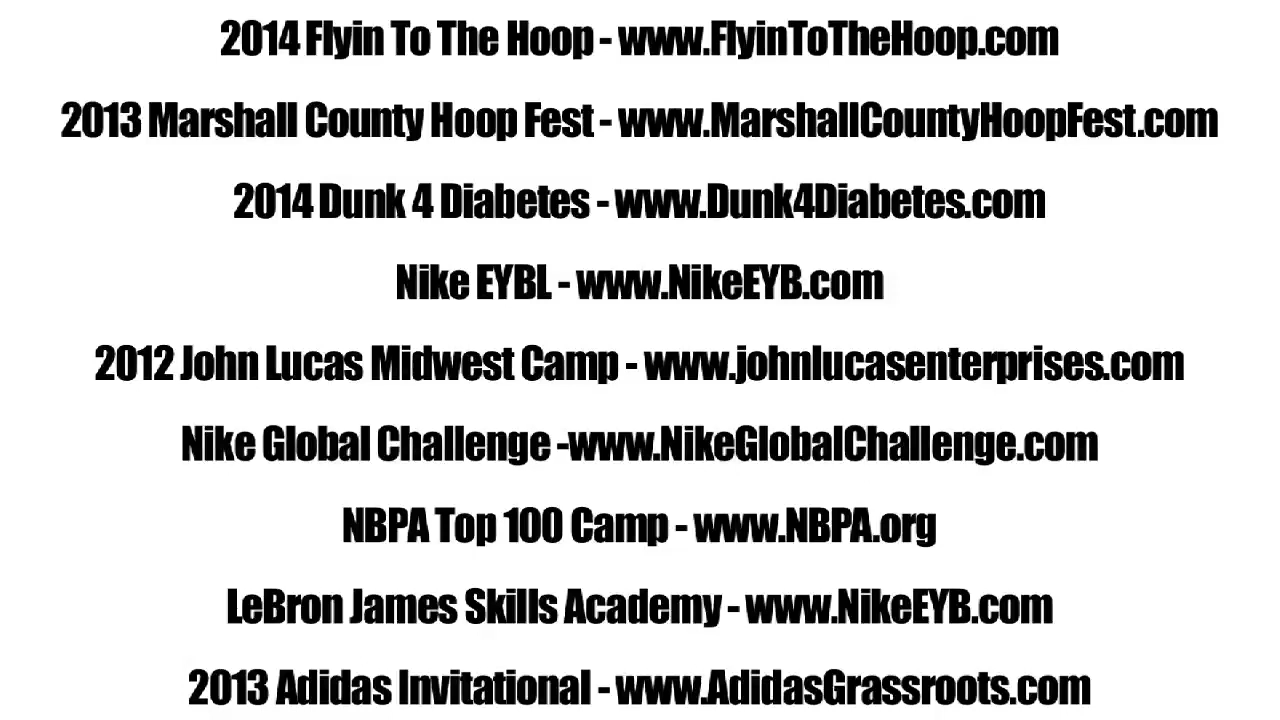 2014 Flyin To The Hoop - www.FlyinToTheHoop.com
2013 Marshall County Hoop Fest - www.MarshallCountyHoopFest.com
2014 Dunk 4 Diabetes - www.Dunk4Diabetes.com
Nike EYBL - www.NikeEYB.com
2012 John Lucas Midwest Camp - www.johnlucasenterprises.com
Nike Global Challenge -www.NikeGlobalChallenge.com
NBPA Top 100 Camp - www.NBPA.org
LeBron James Skills Academy - www.NikeEYB.com
2013 Adidas Invitational - www.AdidasGrassroots.com